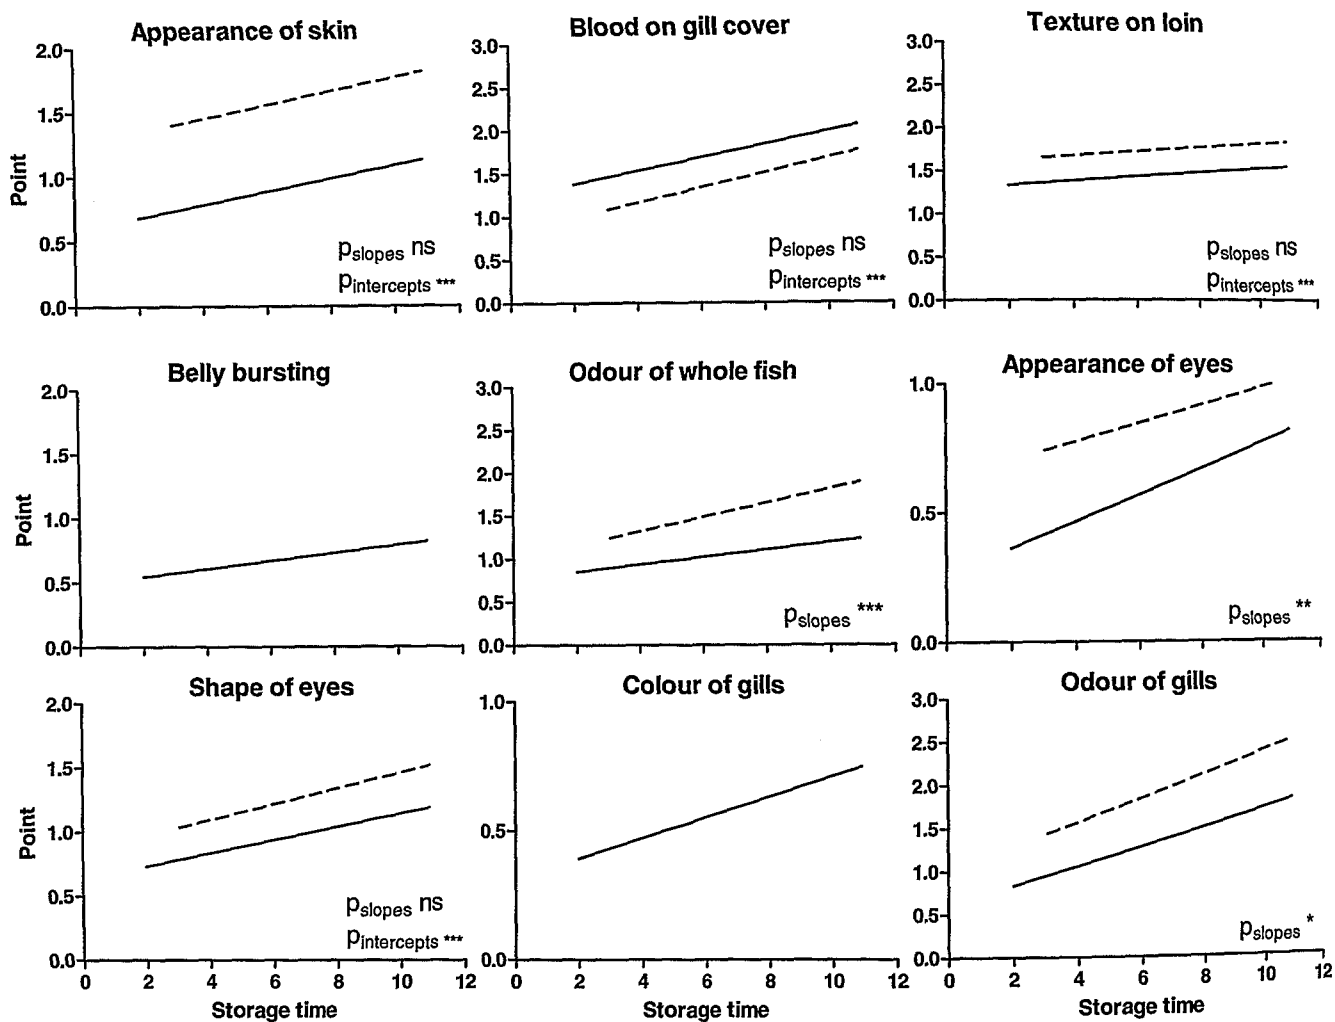 Appearance of skin
2.0
1.5
1.0
0.5
0.0
Point
pslopes ns
pintercepts ***
Blood on gill cover
3.0
2.5
2.0
1.5
1.0
0.5
0.0
pslopes ns
pintercepts ***
Texture on loin
3.0
2.5
2.0
1.5
1.0
0.5
0.0
pslopes ns
pintercepts ***
Belly bursting
2.0
1.5
1.0
0.5
0.0
Point
Odour of whole fish
3.0
2.5
2.0
1.5
1.0
0.5
0.0
pslopes ***
Appearance of eyes
1.0
0.5
0.0
pslopes **
Shape of eyes
2.0
1.5
1.0
0.5
0.0
Point
pslopes ns
pintercepts ***
0 2 4 6 8 10 12
Storage time
Colour of gills
1.0
0.5
0.0
0 2 4 6 8 10 12
Storage time
Odour of gills
3.0
2.5
2.0
1.5
1.0
0.5
0.0
pslopes *
0 2 4 6 8 10 12
Storage time